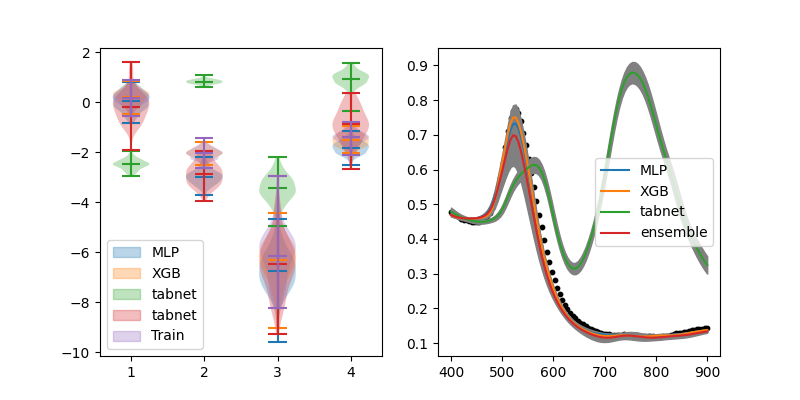 2
0
−2
−4
−6
−8
−10
1
2
3
4
MLP
XGB
tabnet
tabnet
Train
0.9
0.8
0.7
0.6
0.5
0.4
0.3
0.2
0.1
400
500
600
700
800
900
MLP
XGB
tabnet
ensemble